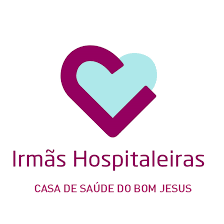 Irmãs Hospitaleiras
CASA DE SAÚDE DO BOM JESUS